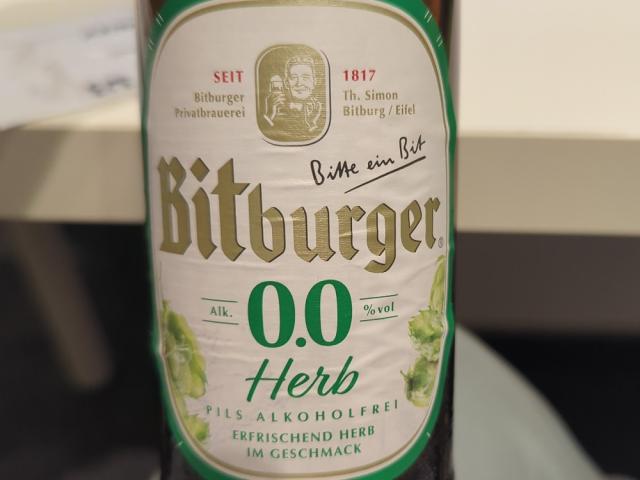 SEIT 1817
Bitburger Th. Simon
Privatbrauerei Bitburg / Eifel
Bitte ein Bit
Bitburger
Alk. 0.0 %vol
Herb
PILS ALKOHOLFREI
ERFRISCHEND HERB
IM GESCHMACK